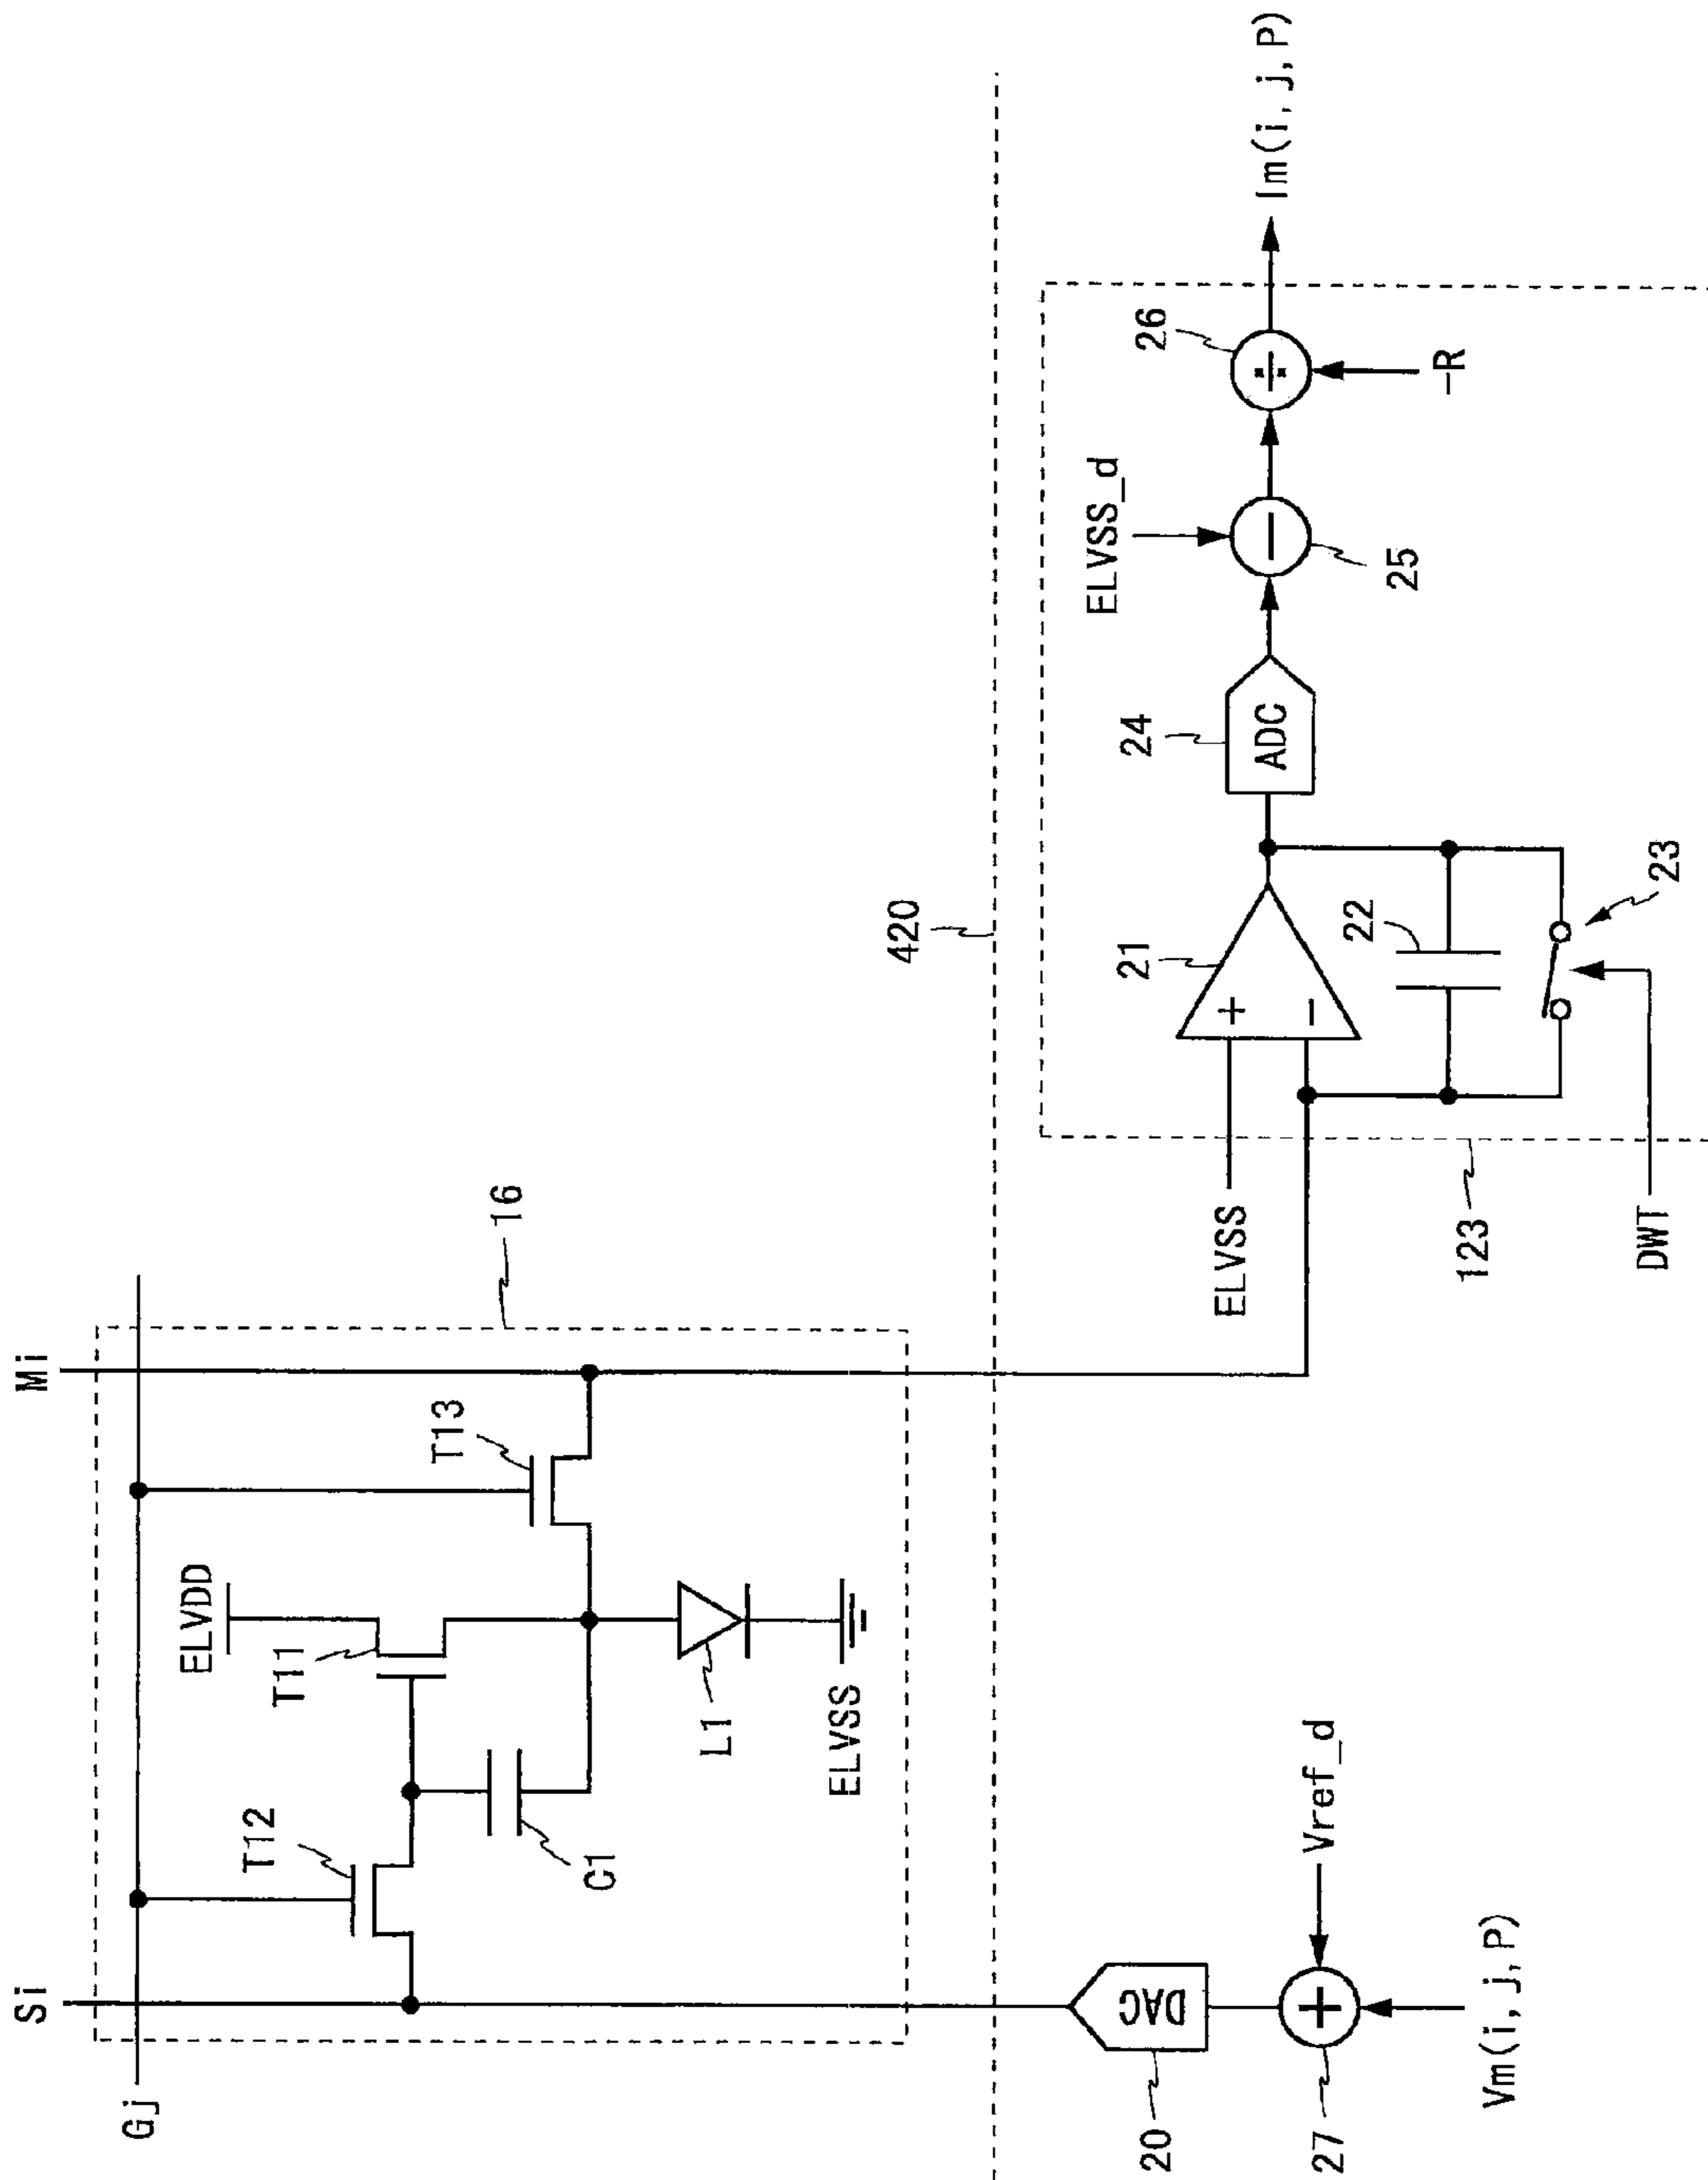 Si
Mi
Gj
16
T12
T11
ELVDD
T13
C1
L1
ELVSS
420
20
DAC
27
Vref_d
Vm(i, j, P)
ELVSS
123
DWT
21
+
−
22
23
24
ADC
ELVSS_d
−
25
26
÷
−R
Im(i, j, P)
+